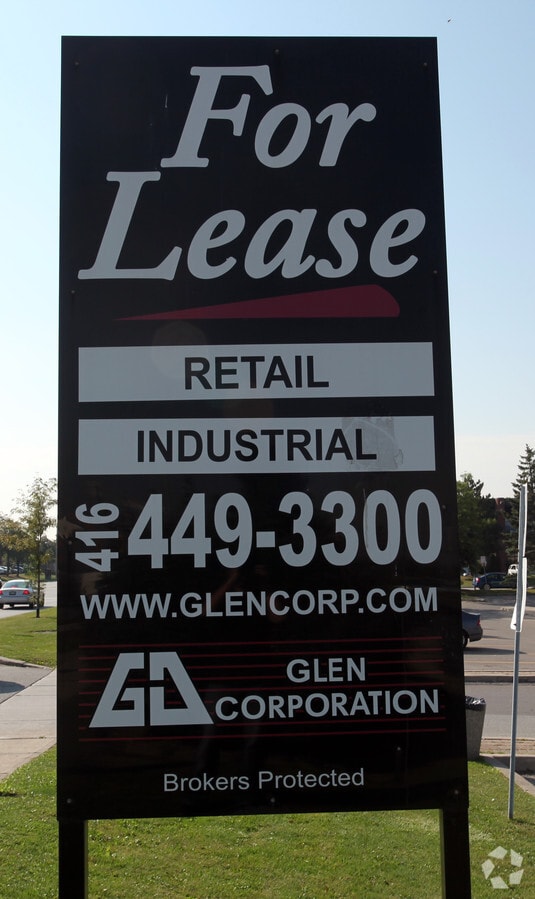 For
Lease
RETAIL
INDUSTRIAL
416 449-3300
WWW.GLENCORP.COM
GLEN
CORPORATION
Brokers Protected